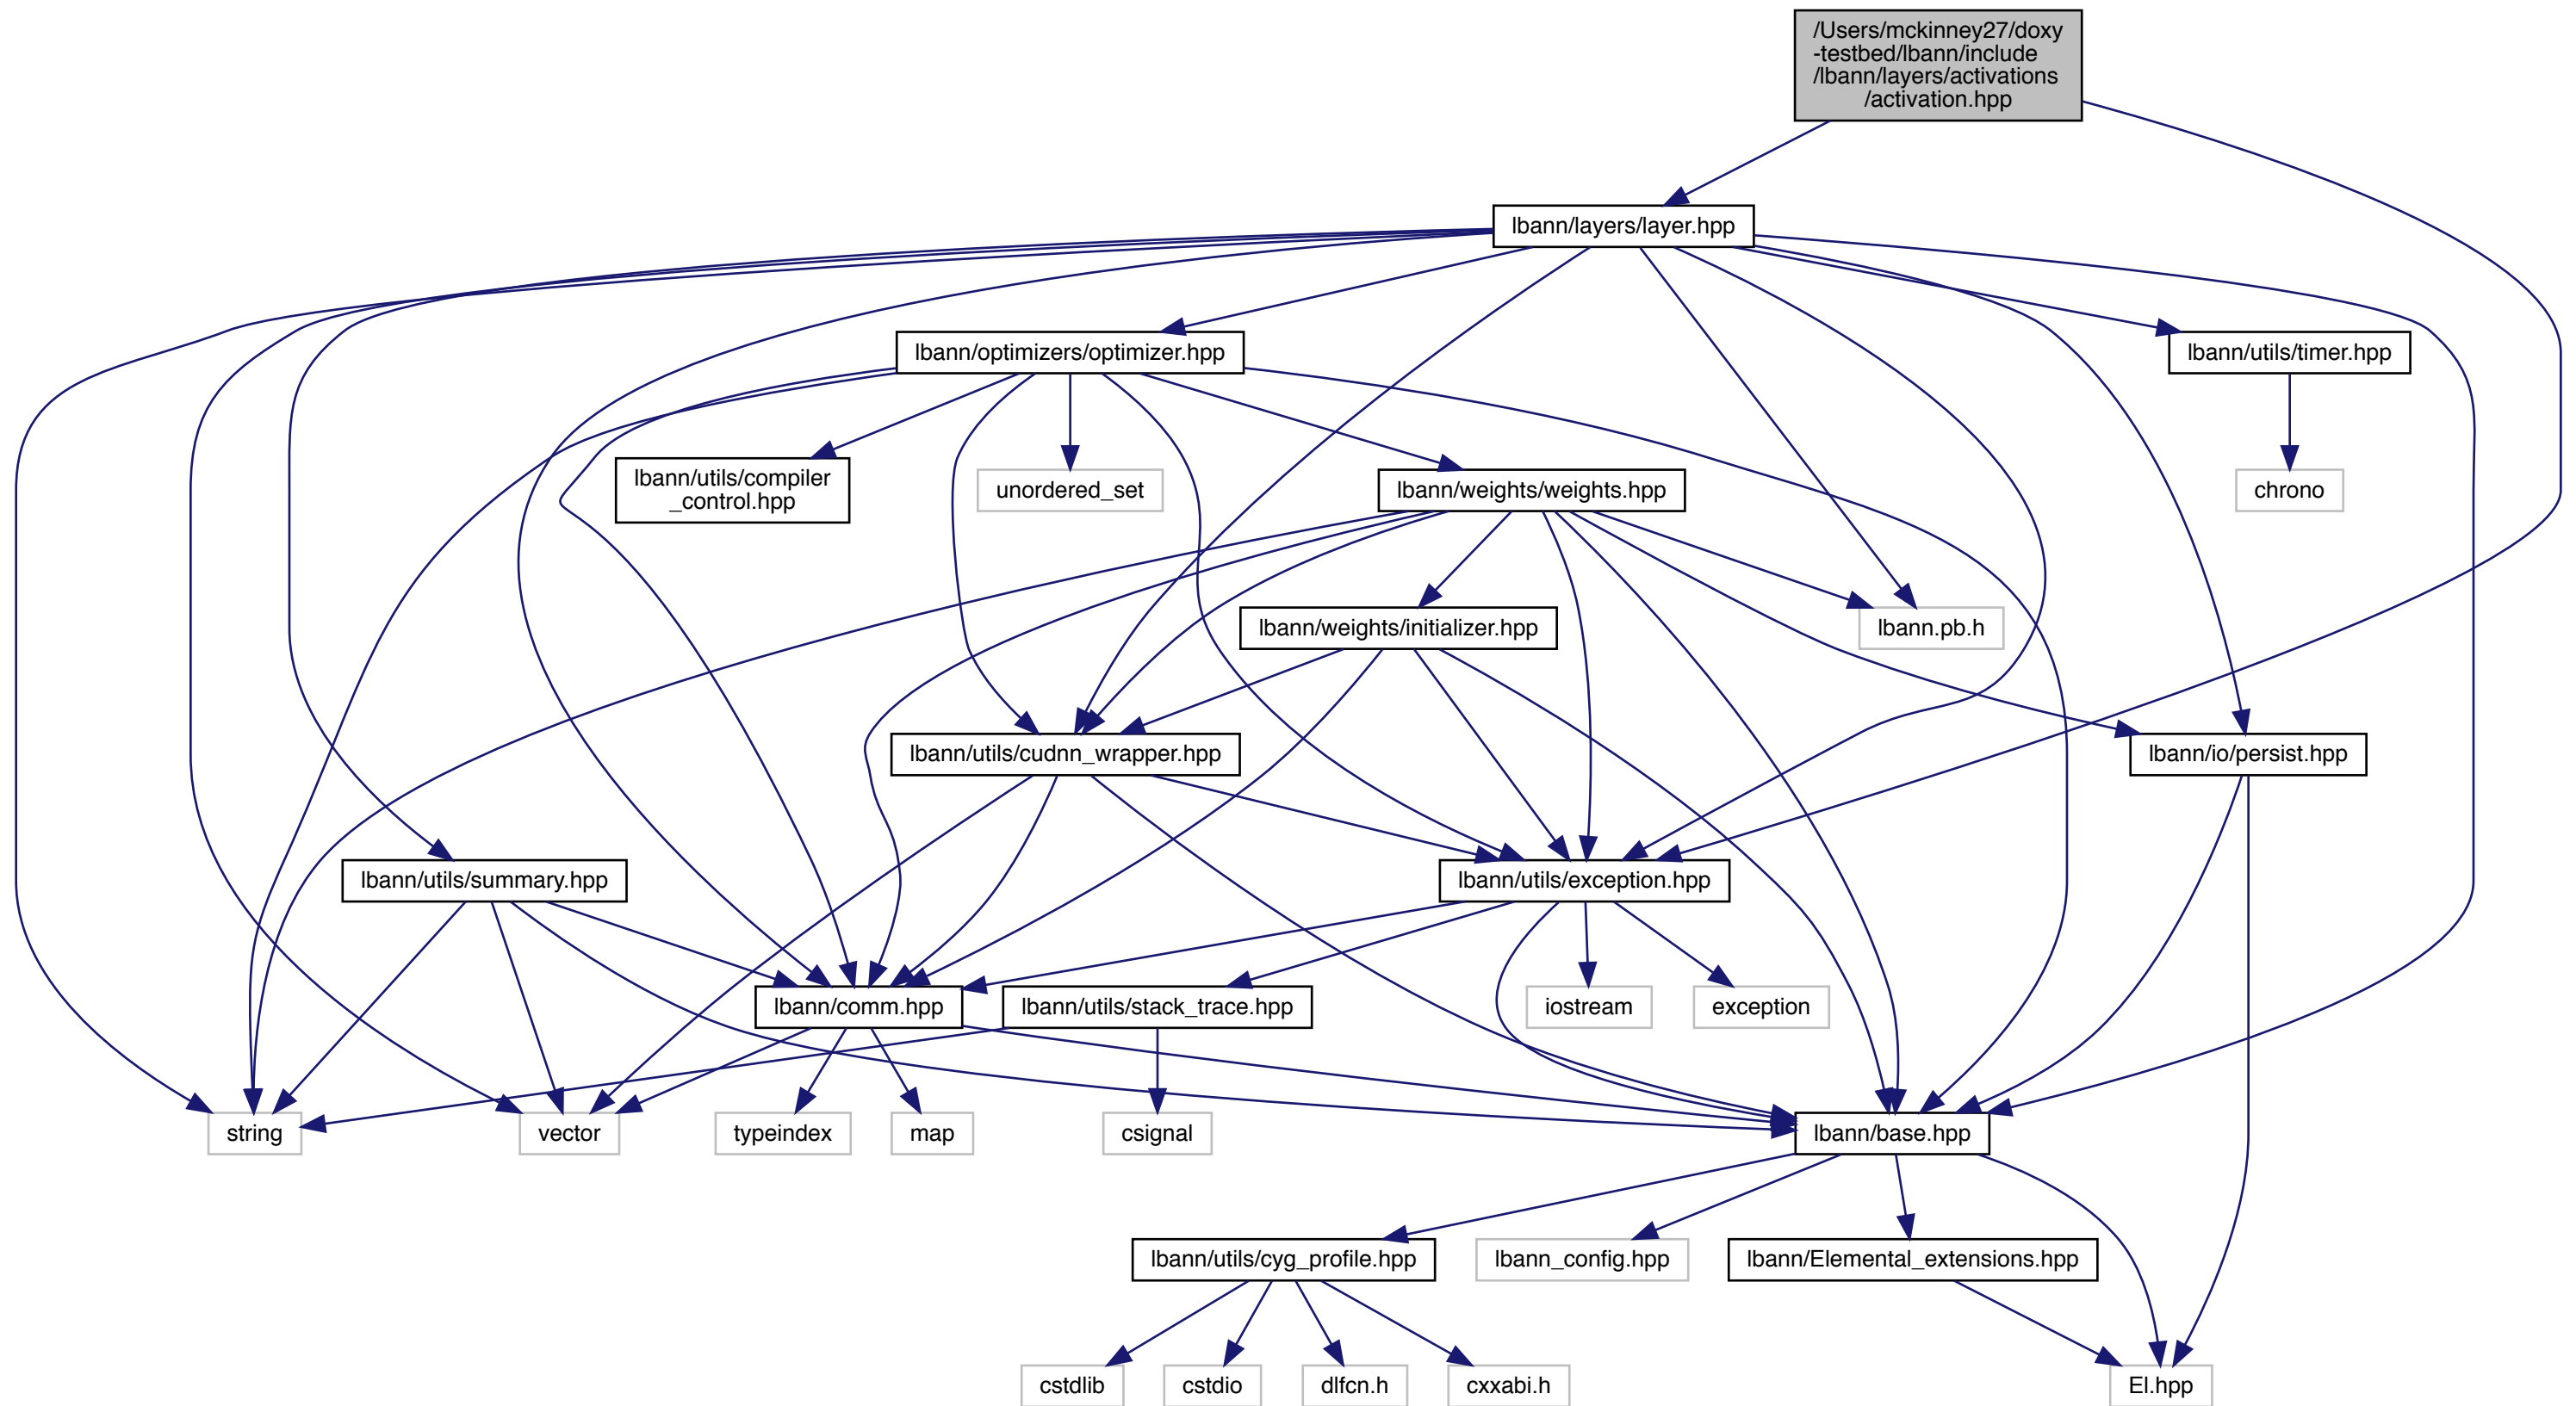 /Users/mckinney27/doxy
-testbed/lbann/include
/lbann/layers/activations
/activation.hpp
lbann/layers/layer.hpp
lbann/optimizers/optimizer.hpp
lbann/utils/timer.hpp
lbann/utils/compiler
_control.hpp
unordered_set
lbann/weights/weights.hpp
chrono
lbann/weights/initializer.hpp
lbann.pb.h
lbann/utils/cudnn_wrapper.hpp
lbann/io/persist.hpp
lbann/utils/summary.hpp
lbann/utils/exception.hpp
lbann/comm.hpp
lbann/utils/stack_trace.hpp
iostream
exception
string
vector
typeindex
map
csignal
lbann/base.hpp
lbann/utils/cyg_profile.hpp
lbann_config.hpp
lbann/Elemental_extensions.hpp
cstdlib
cstdio
dlfcn.h
cxxabi.h
El.hpp